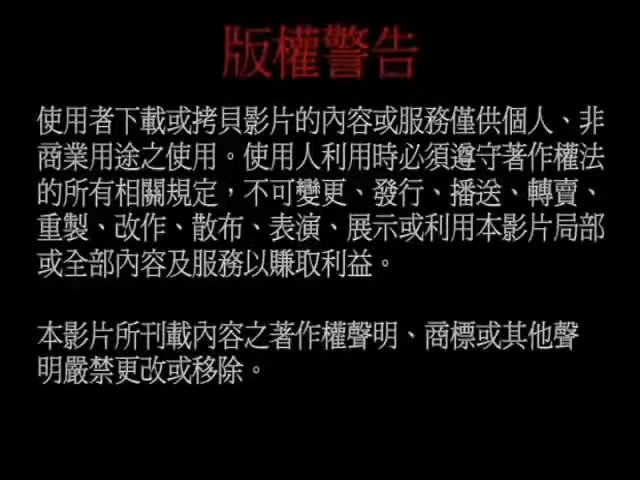 版權警告
使用者下載或拷貝影片的內容或服務僅供個人、非
商業用途之使用。使用人利用時必須遵守著作權法
的所有相關規定，不可變更、發行、播送、轉賣、
重製、改作、散布、表演、展示或利用本影片局部
或全部內容及服務以賺取利益。
本影片所刊載內容之著作權聲明、商標或其他聲
明嚴禁更改或移除。